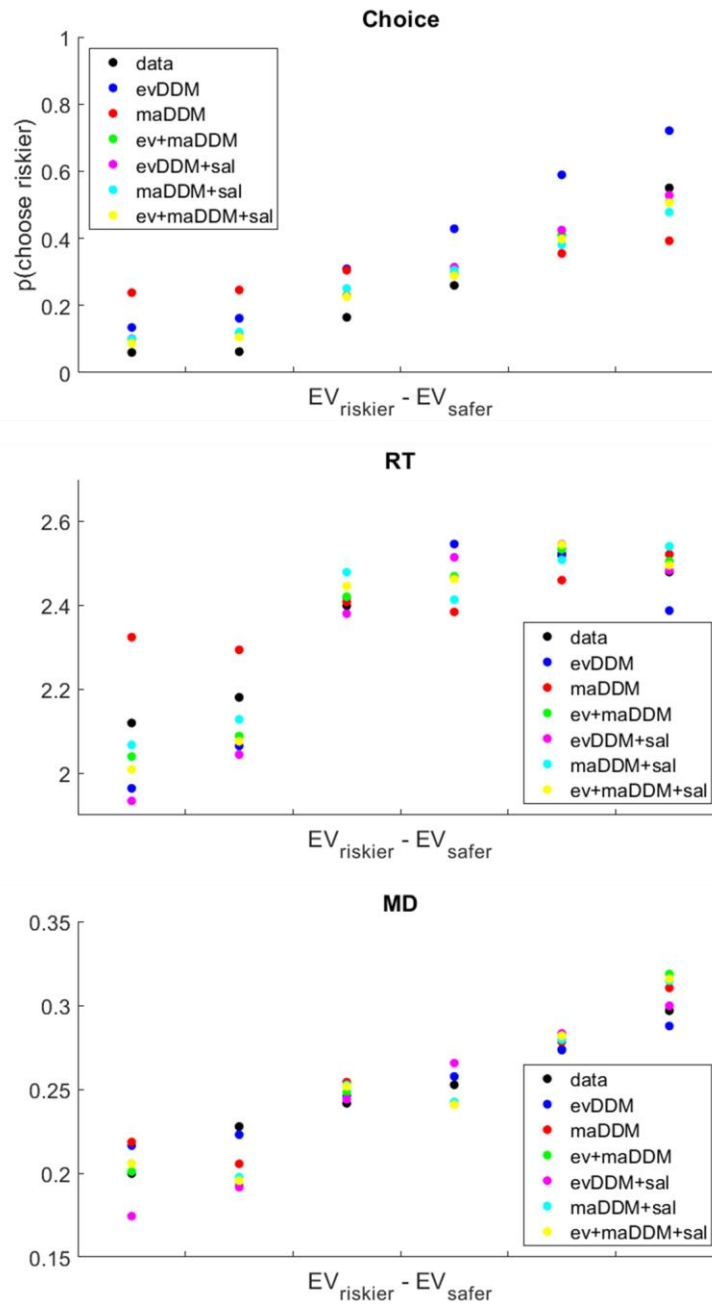 Choice
1
0.8
0.6
0.4
0.2
0
p(choose riskier)
data
evDDM
maDDM
ev+maDDM
evDDM+sal
maDDM+sal
ev+maDDM+sal
EVriskier - EVsafer
RT
2.6
2.4
2.2
2
data
evDDM
maDDM
ev+maDDM
evDDM+sal
maDDM+sal
ev+maDDM+sal
EVriskier - EVsafer
MD
0.35
0.3
0.25
0.2
0.15
data
evDDM
maDDM
ev+maDDM
evDDM+sal
maDDM+sal
ev+maDDM+sal
EVriskier - EVsafer